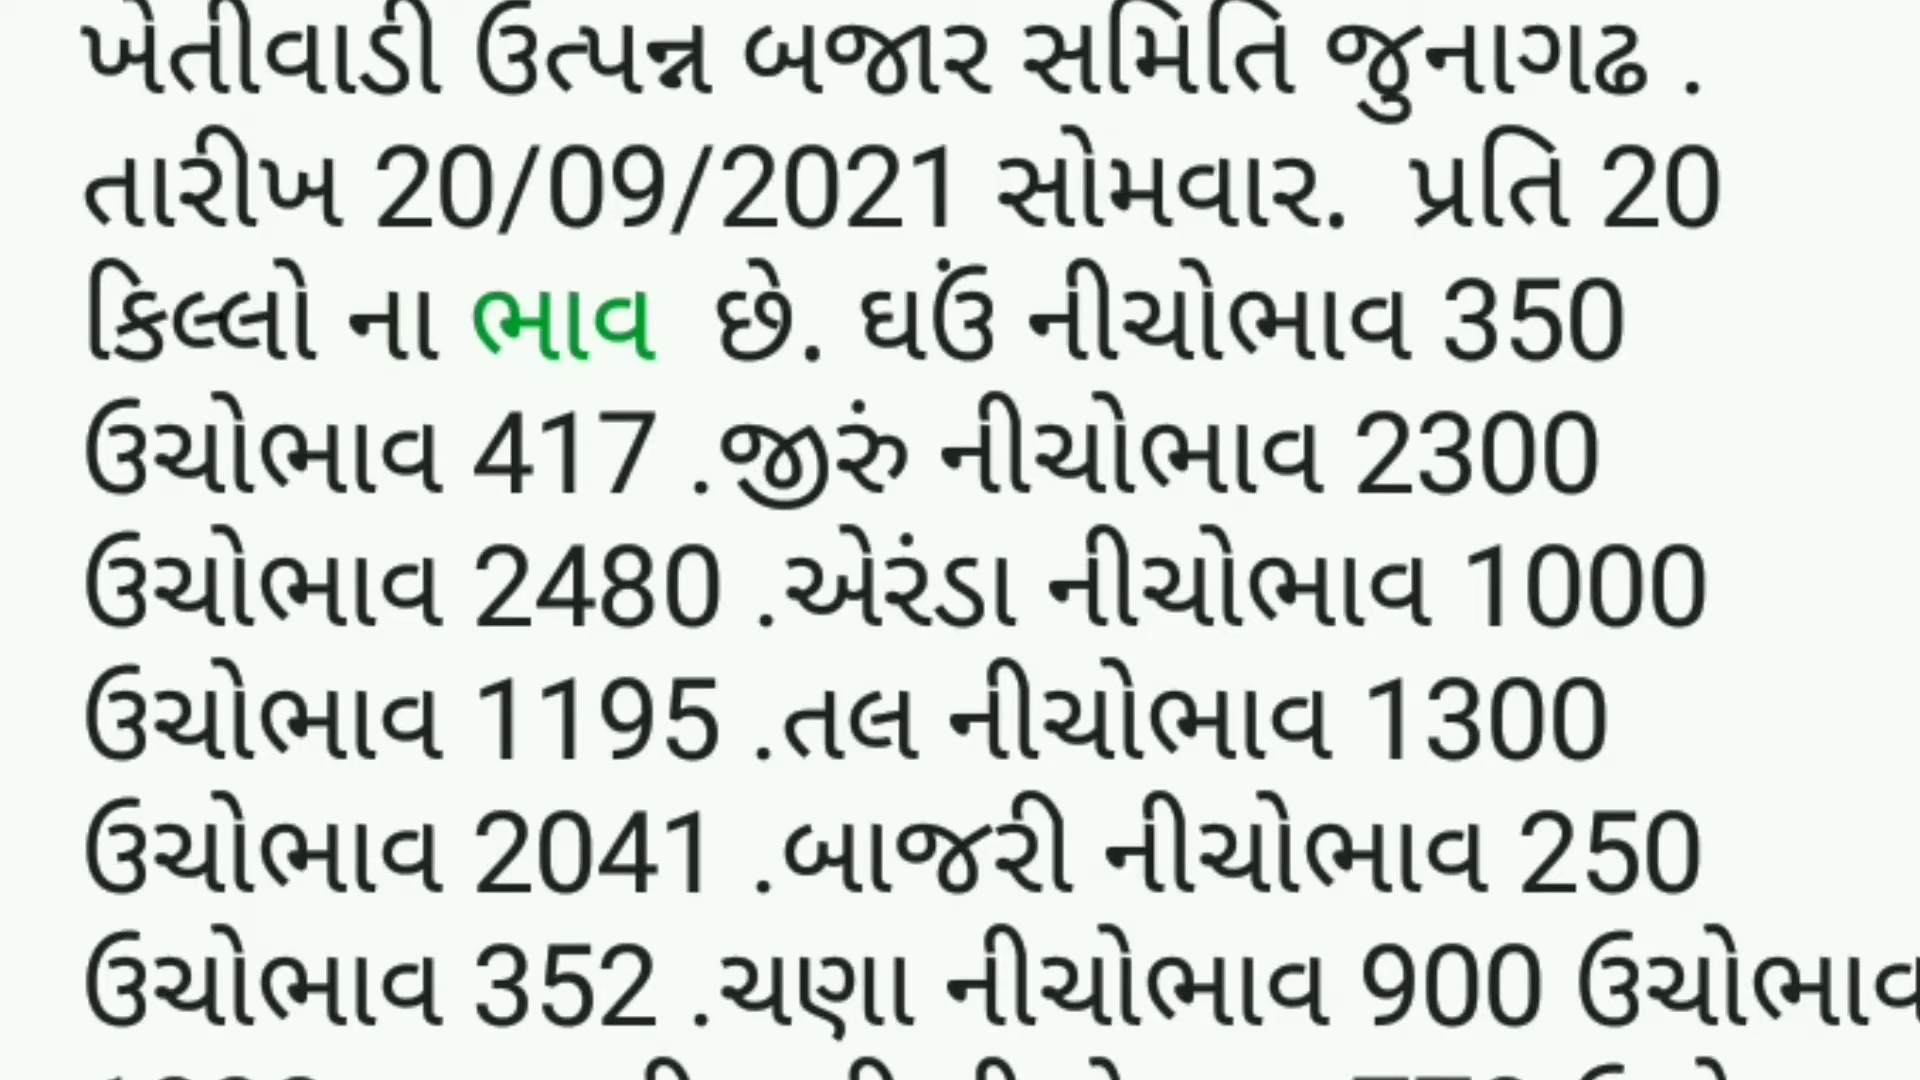 ખેતીવાડી ઉત્પન્ન બજાર સમિતિ જુનાગઢ .
તારીખ 20/09/2021 સોમવાર. પ્રતિ 20
કિલ્લો ના ભાવ છે. ઘઉં નીચોભાવ 350
ઉચોભાવ 417 .જીરું નીચોભાવ 2300
ઉચોભાવ 2480 .એરંડા નીચોભાવ 1000
ઉચોભાવ 1195 .તલ નીચોભાવ 1300
ઉચોભાવ 2041 .બાજરી નીચોભાવ 250
ઉચોભાવ 352 .ચણા નીચોભાવ 900 ઉચોભાવ